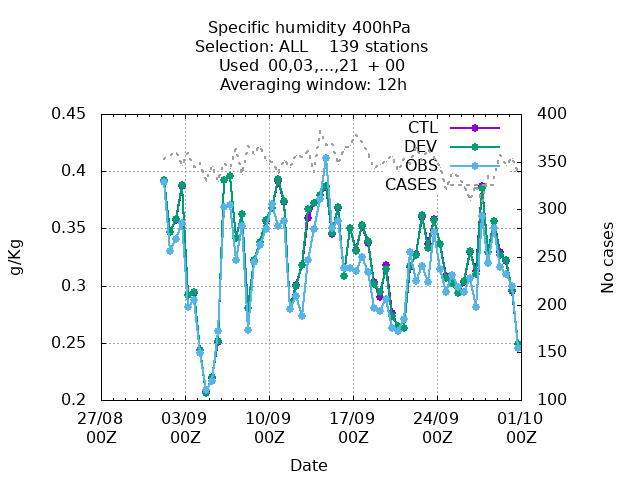 Specific humidity 400hPa
Selection: ALL    139 stations
Used  00,03,...,21  + 00
Averaging window: 12h
0.45
0.4
0.35
0.3
0.25
0.2
g/Kg
400
350
300
250
200
150
100
No cases
CTL
DEV
OBS
CASES
27/08 03/09 10/09 17/09 24/09 01/10
00Z 00Z 00Z 00Z 00Z 00Z
Date